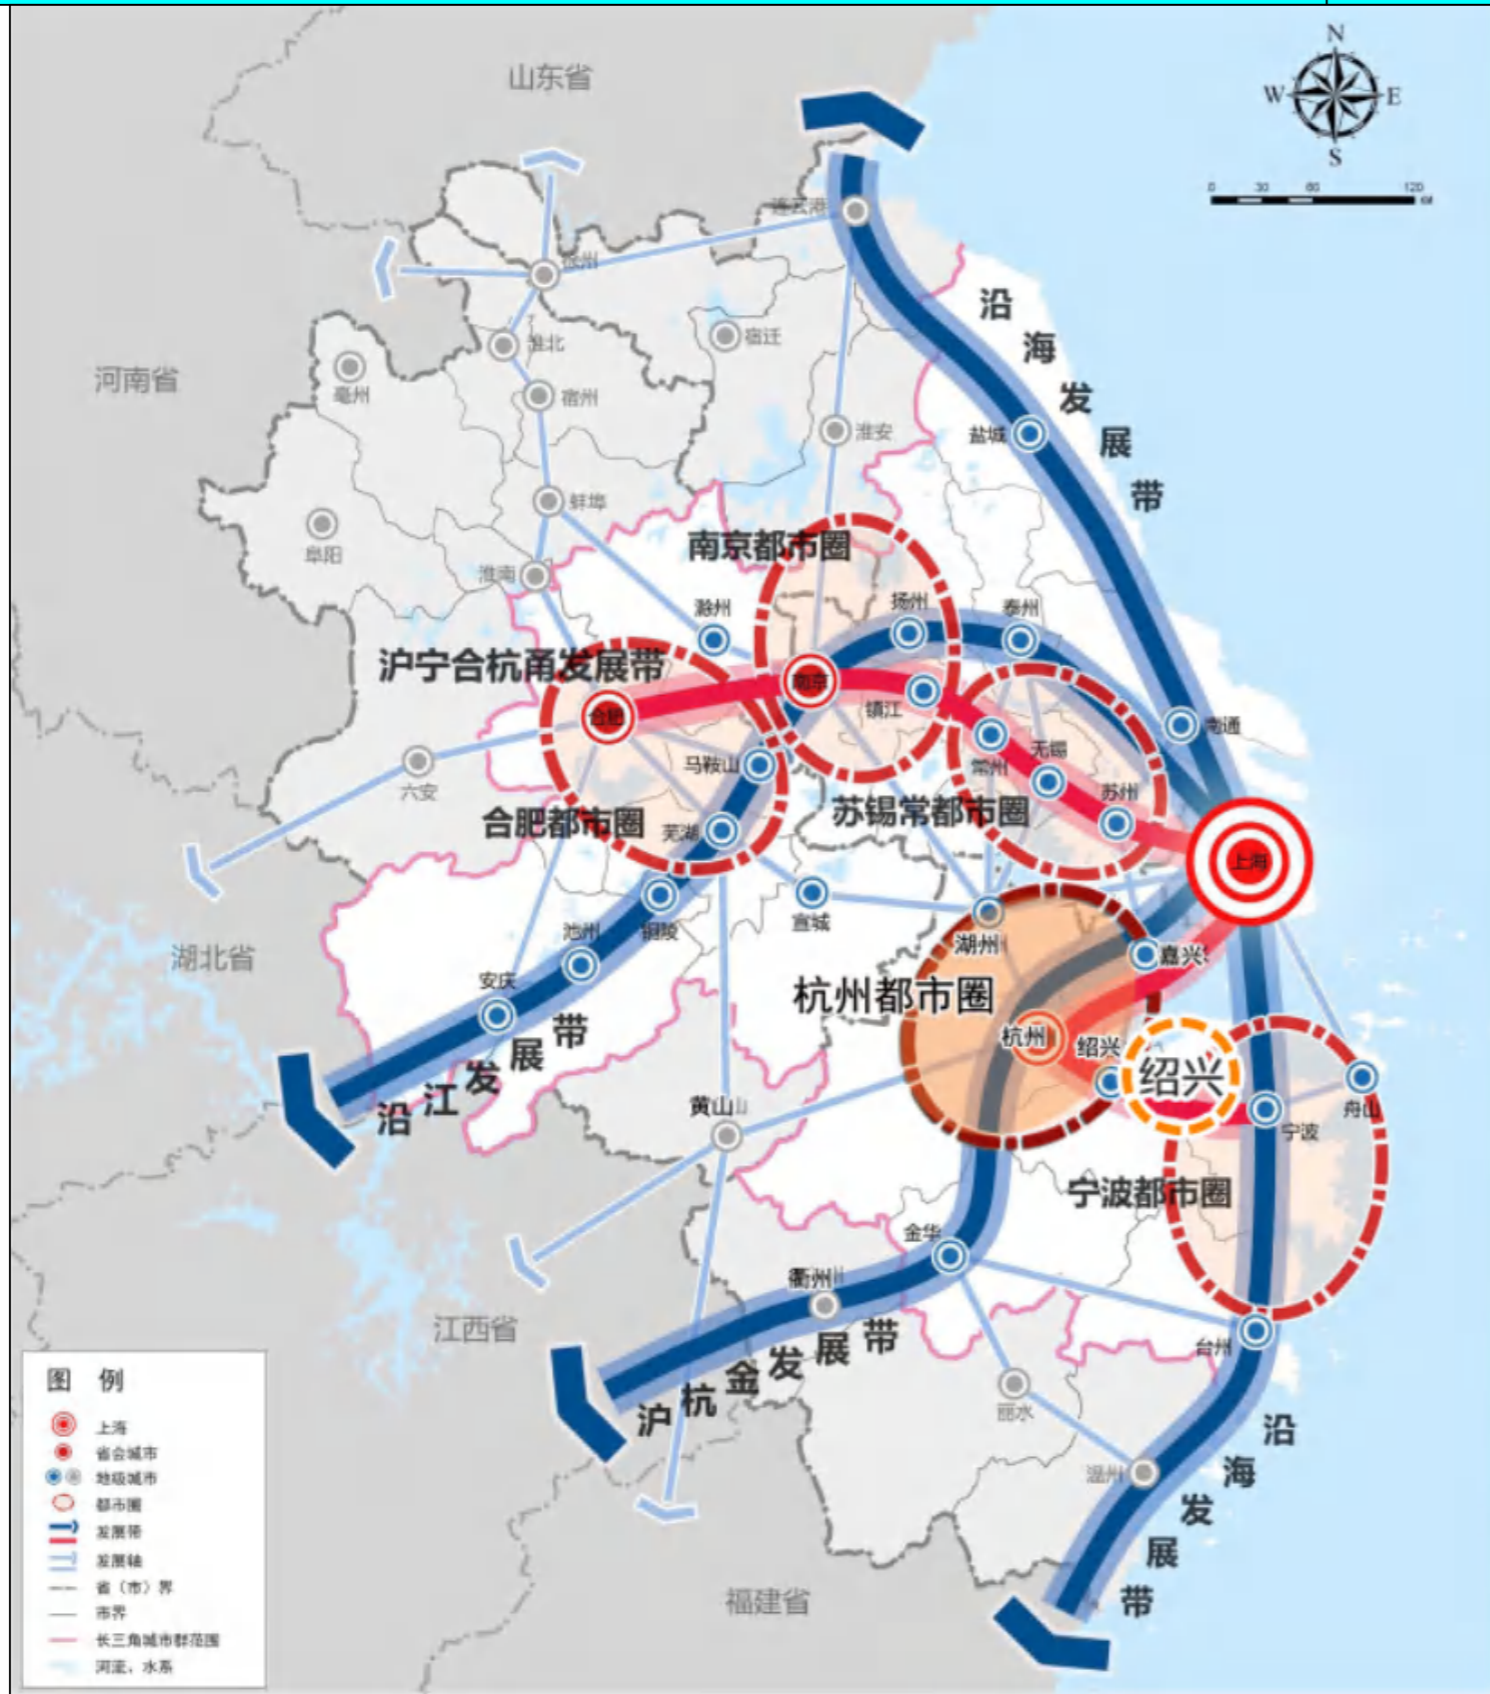 N
W
E
S
0 30 60 120
山东省
河南省
湖北省
江西省
福建省
连云港
徐州
淮北
宿迁
亳州
宿州
淮安
盐城
沿海发展带
蚌埠
阜阳
淮南
南京都市圈
滁州
扬州
泰州
沪宁合杭甬发展带
南京
合肥
镇江
南通
马鞍山
无锡
常州
六安
苏州
合肥都市圈
芜湖
苏锡常都市圈
上海
宣城
铜陵
池州
湖州
嘉兴
安庆
杭州都市圈
杭州
绍兴
绍兴
沿江发展带
黄山
舟山
宁波
宁波都市圈
金华
衢州
台州
沪杭金发展带
丽水
温州
沿海发展带
图 例
上海
省会城市
地级城市
都市圈
发展带
发展轴
省（市）界
市界
长三角城市群范围
河流、水系